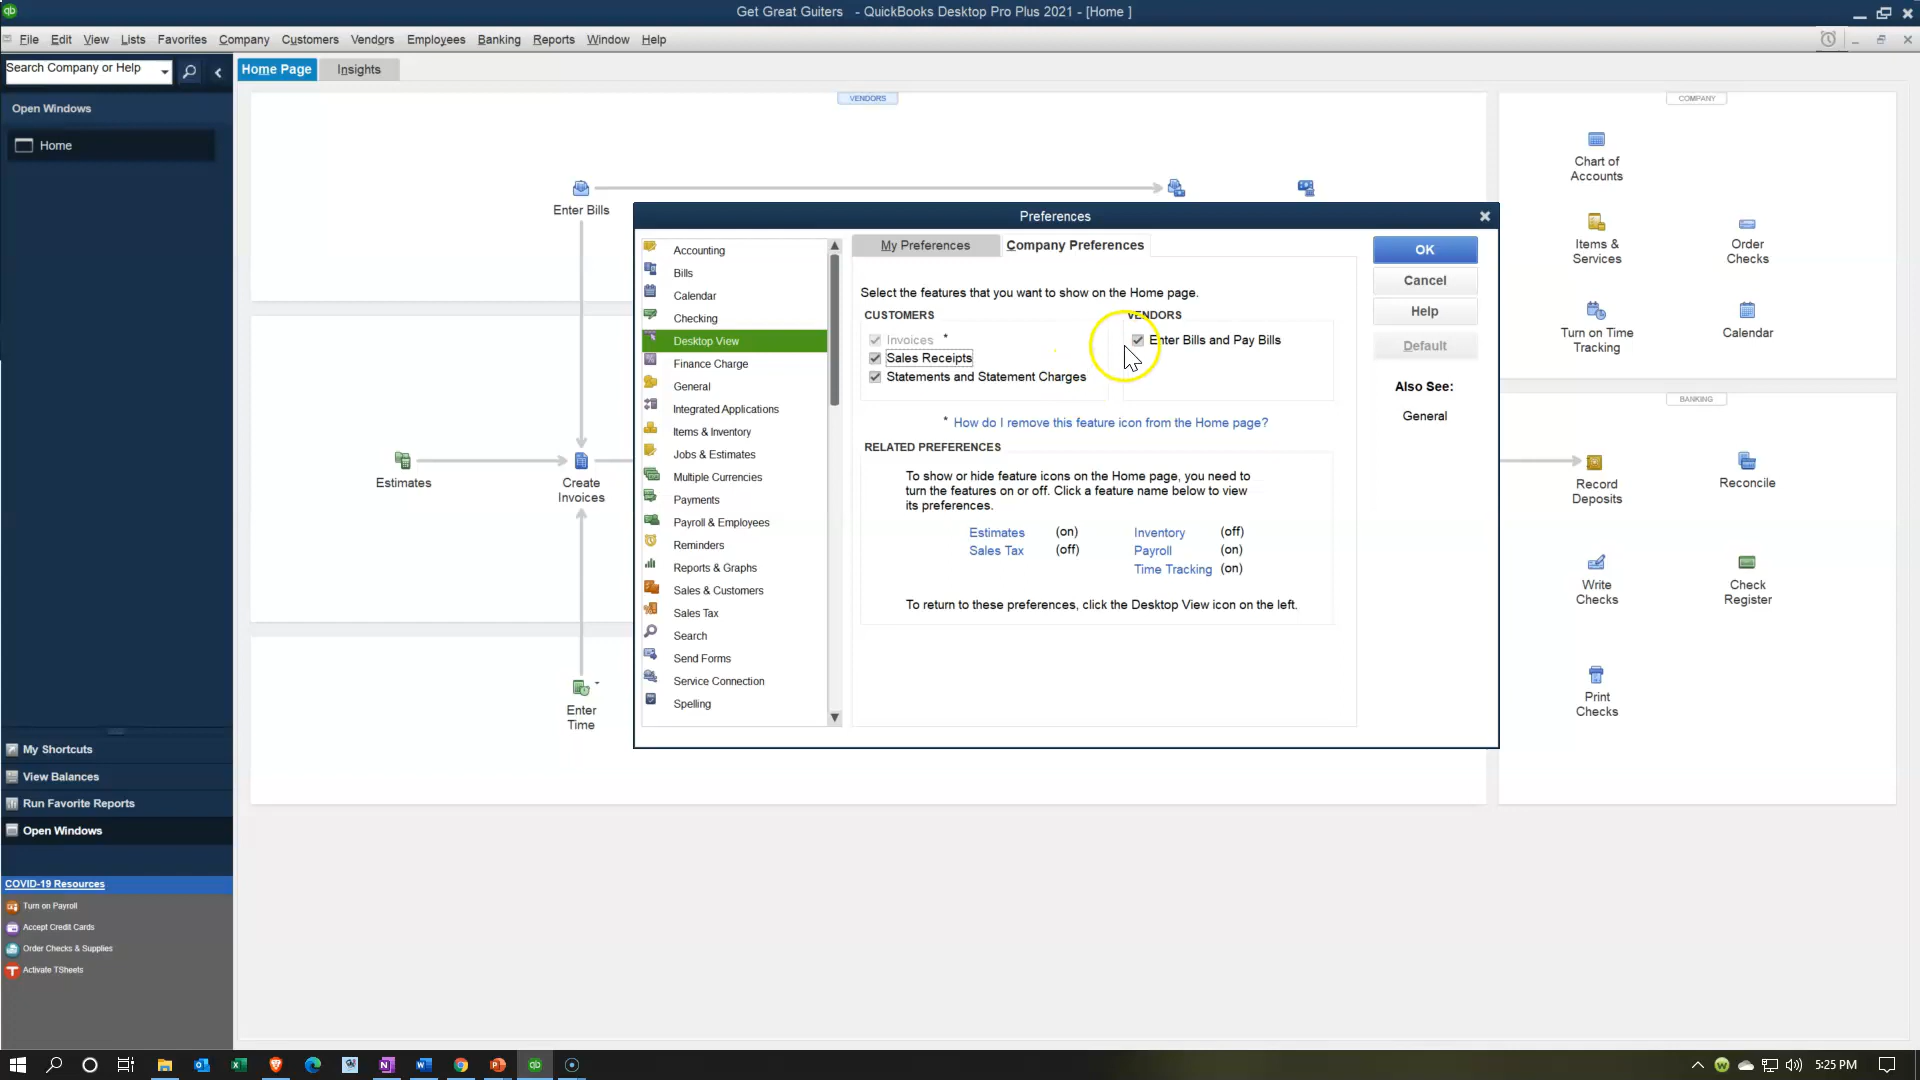 Get Great Guiters - QuickBooks Desktop Pro Plus 2021 - [Home ]
File Edit View Lists Favorites Company Customers Vendors Employees Banking Reports Window Help
Search Company or Help
Home Page
Insights
Open Windows
Home
VENDORS
COMPANY
Enter Bills
Chart of
Accounts
Items &
Services
Order
Checks
Turn on Time
Tracking
Calendar
BANKING
Estimates
Create
Invoices
Record
Deposits
Reconcile
Write
Checks
Check
Register
Print
Checks
Enter
Time
Preferences
Accounting
Bills
Calendar
Checking
Desktop View
Finance Charge
General
Integrated Applications
Items & Inventory
Jobs & Estimates
Multiple Currencies
Payments
Payroll & Employees
Reminders
Reports & Graphs
Sales & Customers
Sales Tax
Search
Send Forms
Service Connection
Spelling
My Preferences
Company Preferences
Select the features that you want to show on the Home page.
CUSTOMERS
Invoices *
Sales Receipts
Statements and Statement Charges
VENDORS
Enter Bills and Pay Bills
* How do I remove this feature icon from the Home page?
RELATED PREFERENCES
To show or hide feature icons on the Home page, you need to
turn the features on or off. Click a feature name below to view
its preferences.
Estimates (on)
Sales Tax (off)
Inventory (off)
Payroll (on)
Time Tracking (on)
To return to these preferences, click the Desktop View icon on the left.
OK
Cancel
Help
Default
Also See:
General
My Shortcuts
View Balances
Run Favorite Reports
Open Windows
COVID-19 Resources
Turn on Payroll
Accept Credit Cards
Order Checks & Supplies
Activate TSheets
5:25 PM